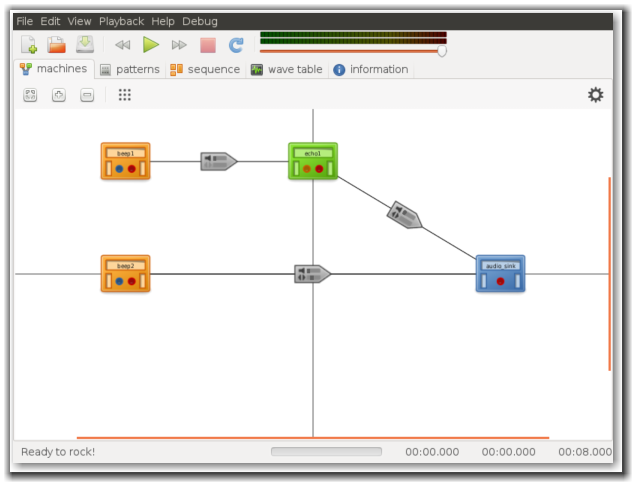 File Edit View Playback Help Debug
machines patterns sequence wave table information
beep1 echo1
beep2 audio_sink
Ready to rock! 00:00.000 00:00.000 00:08.000